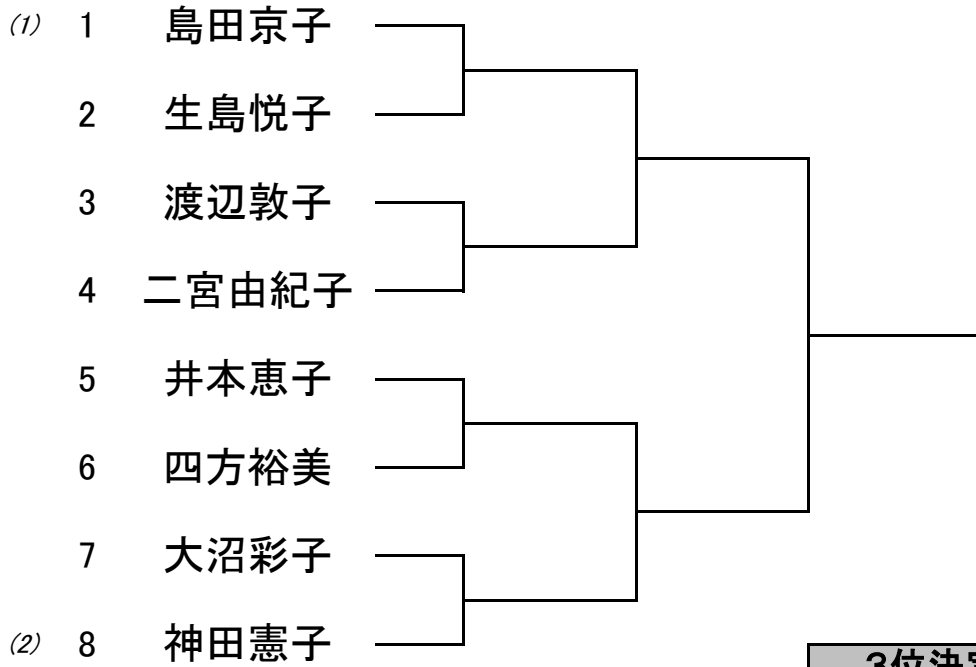 (1) 1 島田京子
2 生島悦子
3 渡辺敦子
4 二宮由紀子
5 井本恵子
6 四方裕美
7 大沼彩子
(2) 8 神田憲子
3位決定